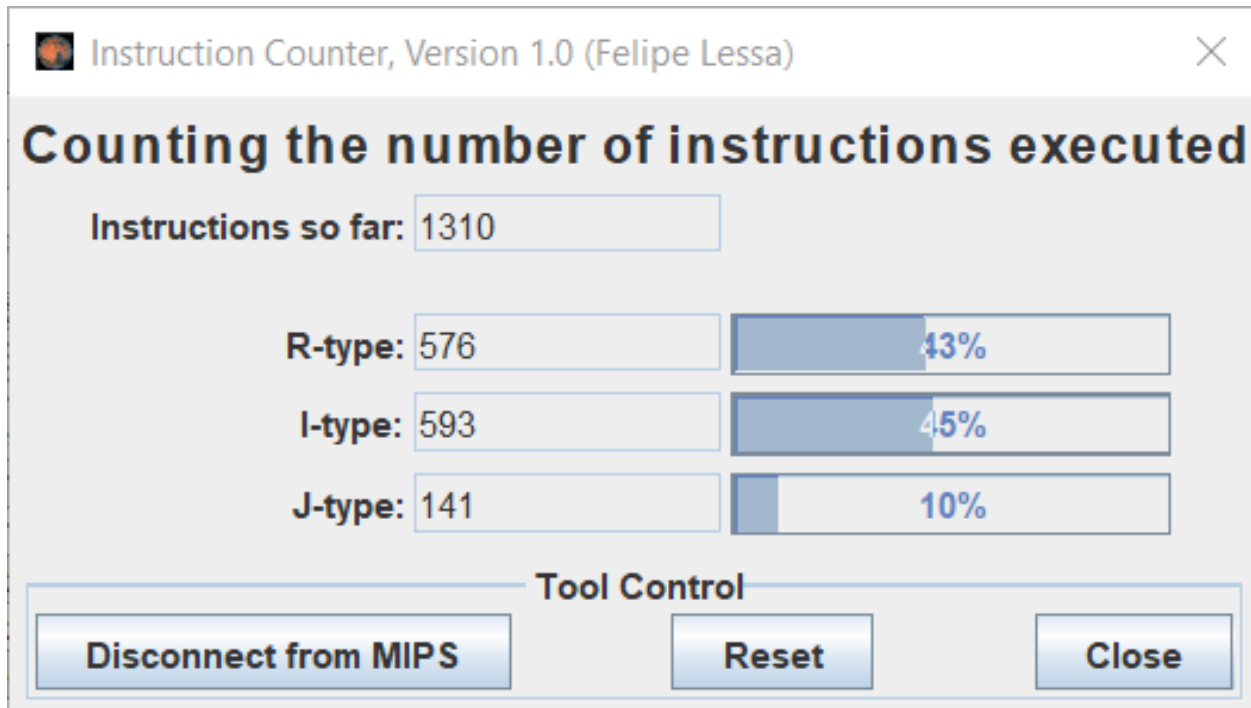 Instruction Counter, Version 1.0 (Felipe Lessa)
Counting the number of instructions executed
Instructions so far: 1310
R-type: 576 43%
I-type: 593 45%
J-type: 141 10%
Tool Control
Disconnect from MIPS Reset Close